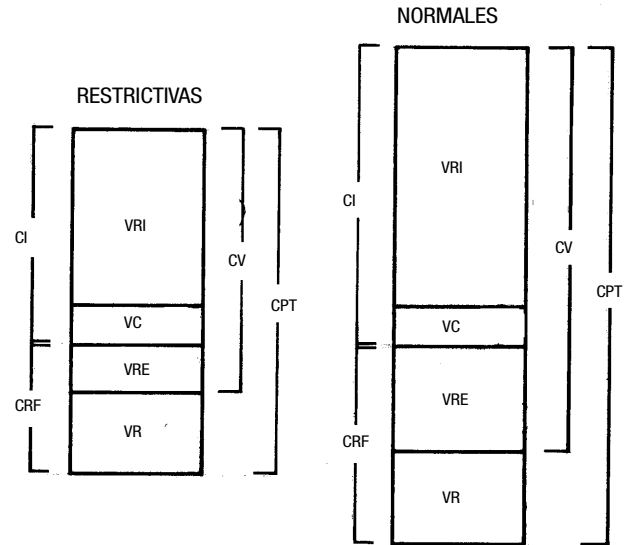 NORMALES
RESTRICTIVAS
CI
VRI
CV
CPT
VC
VRE
CRF
VR
CI
VRI
CV
CPT
VC
VRE
CRF
VR